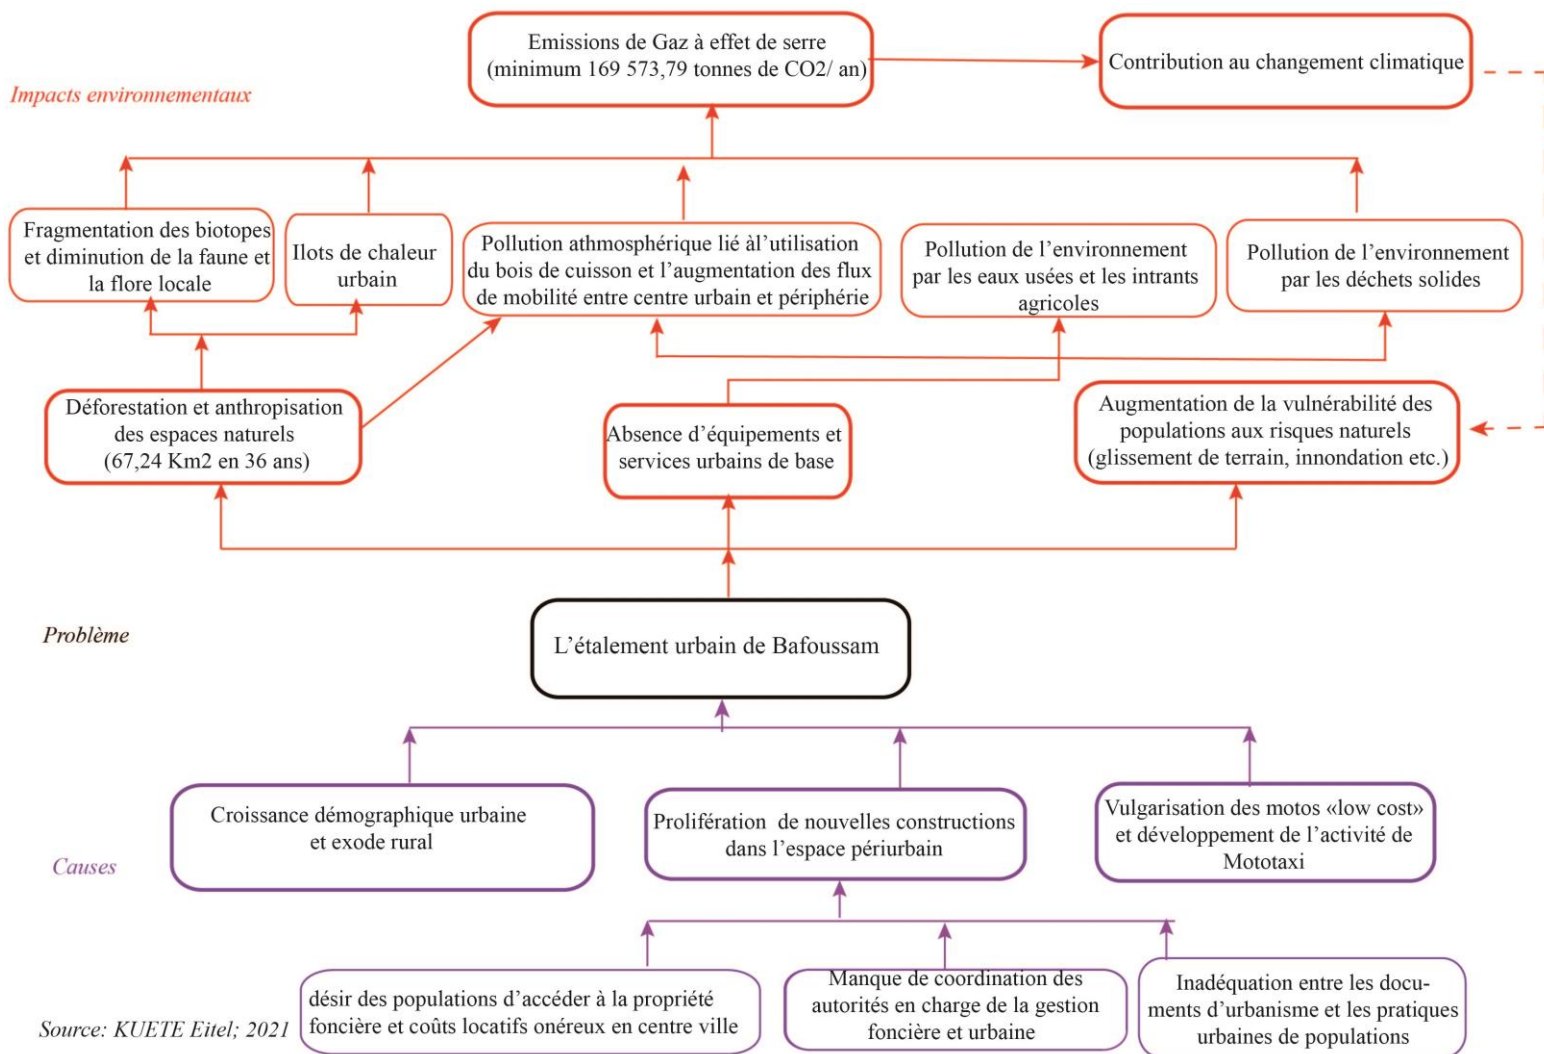 Emissions de Gaz à effet de serre
(minimum 169 573,79 tonnes de CO2/ an)
Contribution au changement climatique
Impacts environnementaux
Fragmentation des biotopes
et diminution de la faune et
la flore locale
Ilots de chaleur
urbain
Pollution athmosphérique lié àl’utilisation
du bois de cuisson et l’augmentation des flux
de mobilité entre centre urbain et périphérie
Pollution de l’environnement
par les eaux usées et les intrants
agricoles
Pollution de l’environnement
par les déchets solides
Déforestation et anthropisation
des espaces naturels
(67,24 Km2 en 36 ans)
Absence d’équipements et
services urbains de base
Augmentation de la vulnérabilité des
populations aux risques naturels
(glissement de terrain, innondation etc.)
Problème
L’étalement urbain de Bafoussam
Croissance démographique urbaine
et exode rural
Prolifération de nouvelles constructions
dans l’espace périurbain
Vulgarisation des motos «low cost»
et développement de l’activité de
Mototaxi
Causes
désir des populations d’accéder à la propriété
foncière et coûts locatifs onéreux en centre ville
Manque de coordination des
autorités en charge de la gestion
foncière et urbaine
Inadéquation entre les docu-
ments d’urbanisme et les pratiques
urbaines de populations
Source: KUETE Eitel; 2021